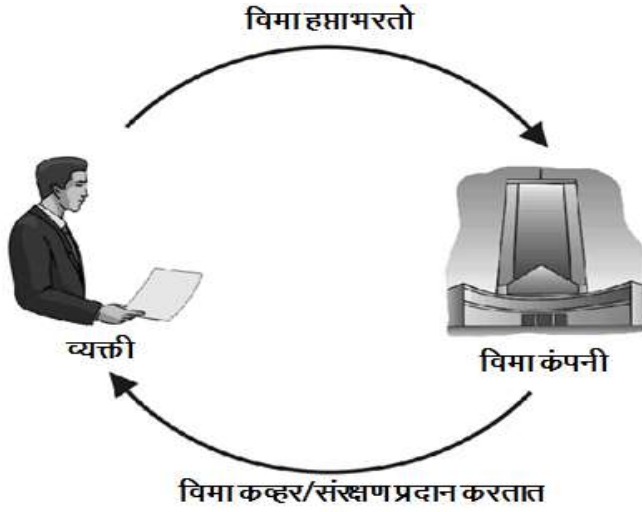 विमा हप्ता भरतो
व्यक्ती
विमा कंपनी
विमा कव्हर/संरक्षण प्रदान करतात